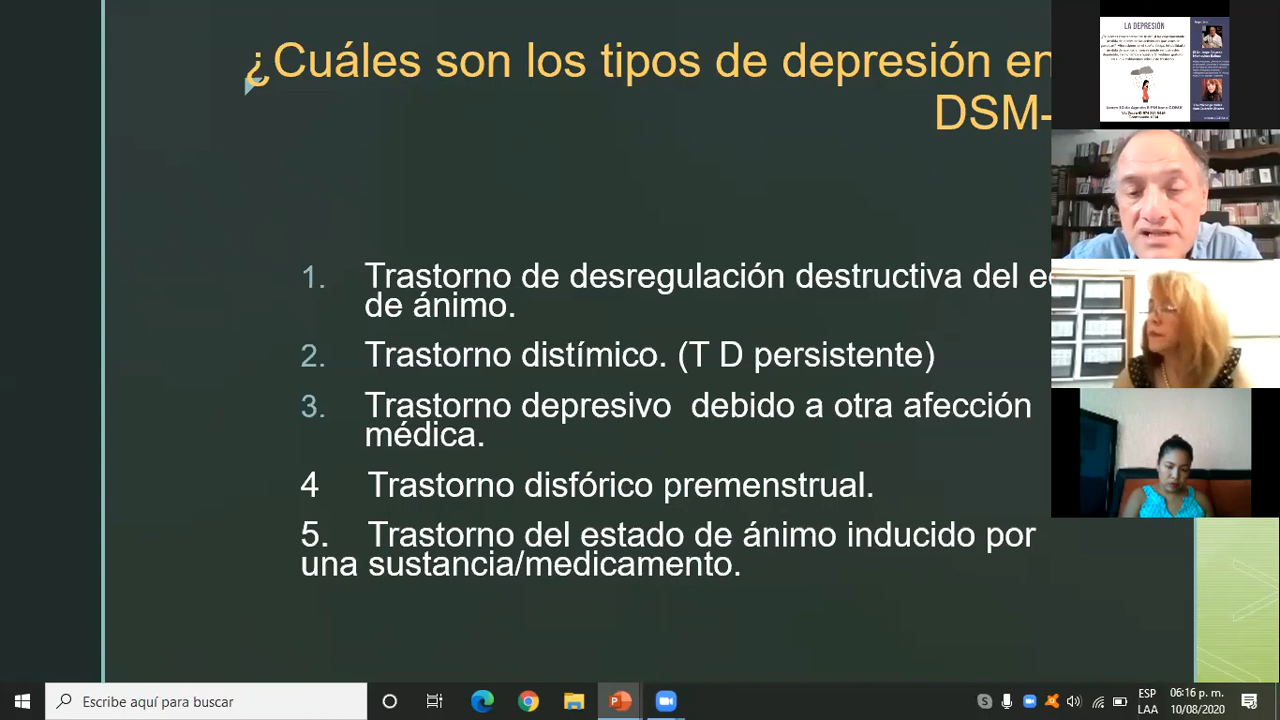 ¿Cuáles son los tipos de depresión en
DSM-
1. Trastorno de desregulación destructiva del
de ánimo.
2. Trastorno distímico. (T D persistente)
3. Trastorno depresivo debido a otra afección
médica.
4 Trastorno disfórico premenstrual.
5. Trastorno del estado de ánimo inducido por
una sustancia/medicamento.
LA DEPRESIÓN
Escribe aquí para buscar
ESP
LAA
06:16 p. m.
10/08/2020